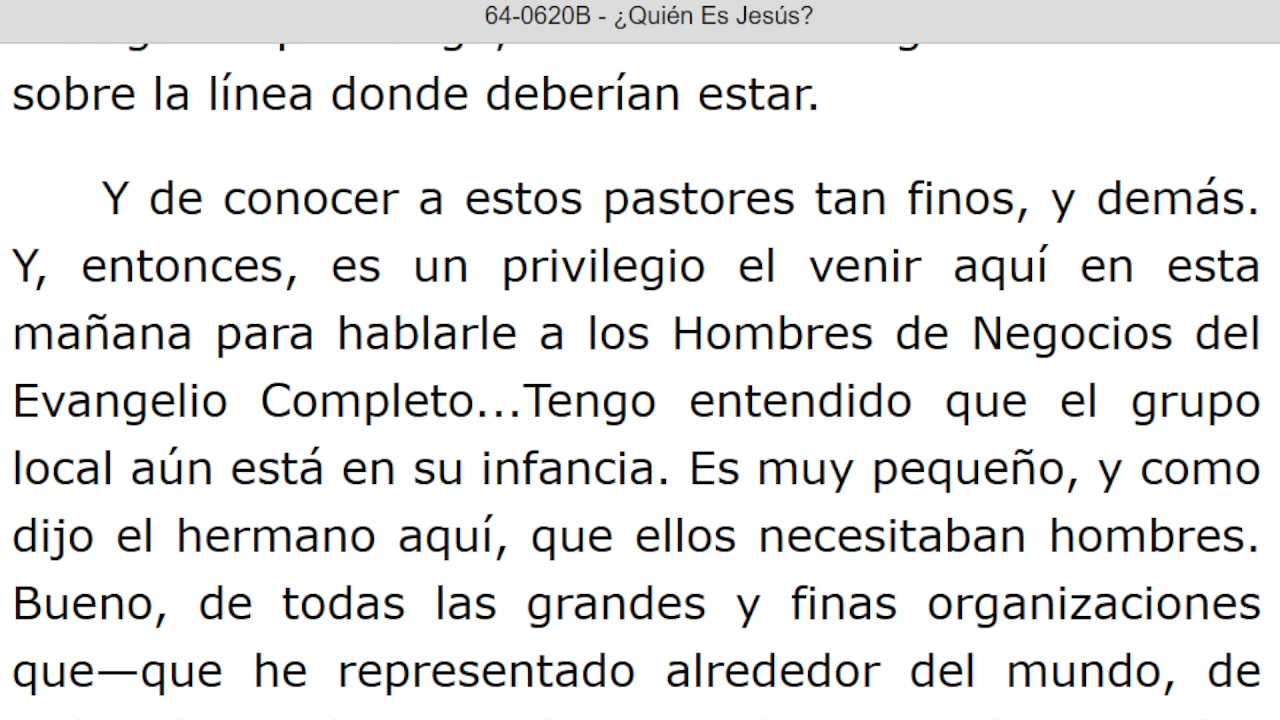 64-0620B - ¿Quién Es Jesús?
sobre la línea donde deberían estar.
Y de conocer a estos pastores tan finos, y demás.
Y, entonces, es un privilegio el venir aquí en esta
mañana para hablarle a los Hombres de Negocios del
Evangelio Completo...Tengo entendido que el grupo
local aún está en su infancia. Es muy pequeño, y como
dijo el hermano aquí, que ellos necesitaban hombres.
Bueno, de todas las grandes y finas organizaciones
que—que he representado alrededor del mundo, de